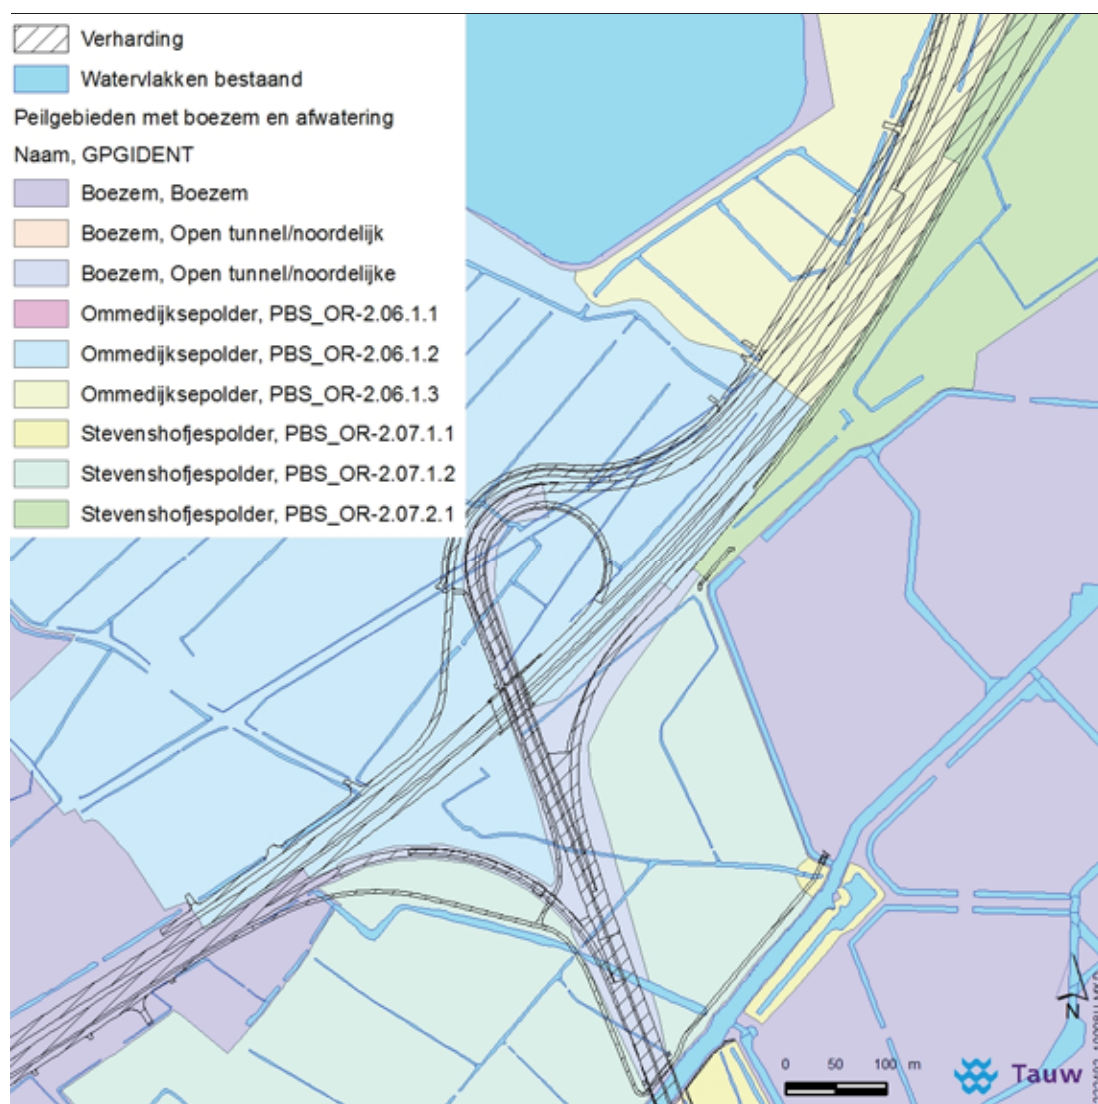 Verharding
Watervlakken bestaand
Peilgebieden met boezem en afwatering
Naam, GPGIDENT
Boezem, Boezem
Boezem, Open tunnel/noordelijk
Boezem, Open tunnel/noordelijke
Ommedijksepolder, PBS_OR-2.06.1.1
Ommedijksepolder, PBS_OR-2.06.1.2
Ommedijksepolder, PBS_OR-2.06.1.3
Stevenshofjespolder, PBS_OR-2.07.1.1
Stevenshofjespolder, PBS_OR-2.07.1.2
Stevenshofjespolder, PBS_OR-2.07.2.1
N
0 50 100 m
Tauw